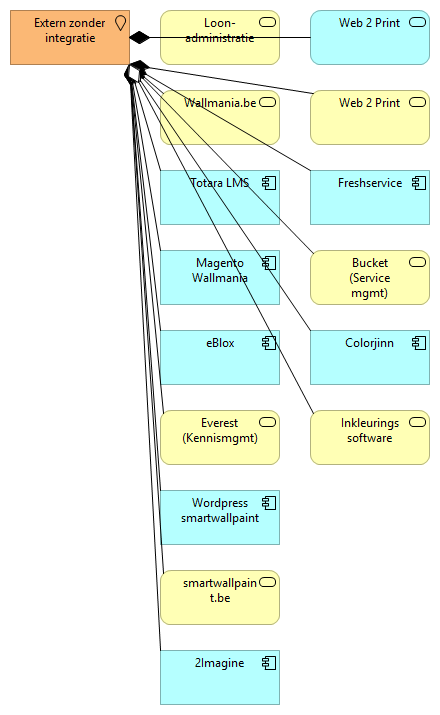 Extern zonder
integratie
Loon-
administratie
Web 2 Print
Wallmania.be
Web 2 Print
Totara LMS
Freshservice
Magento
Wallmania
Bucket
(Service
mgmt)
eBlox
Colorjinn
Everest
(Kennismgmt)
Inkleurings
software
Wordpress
smartwallpaint
smartwallpain
t.be
2Imagine